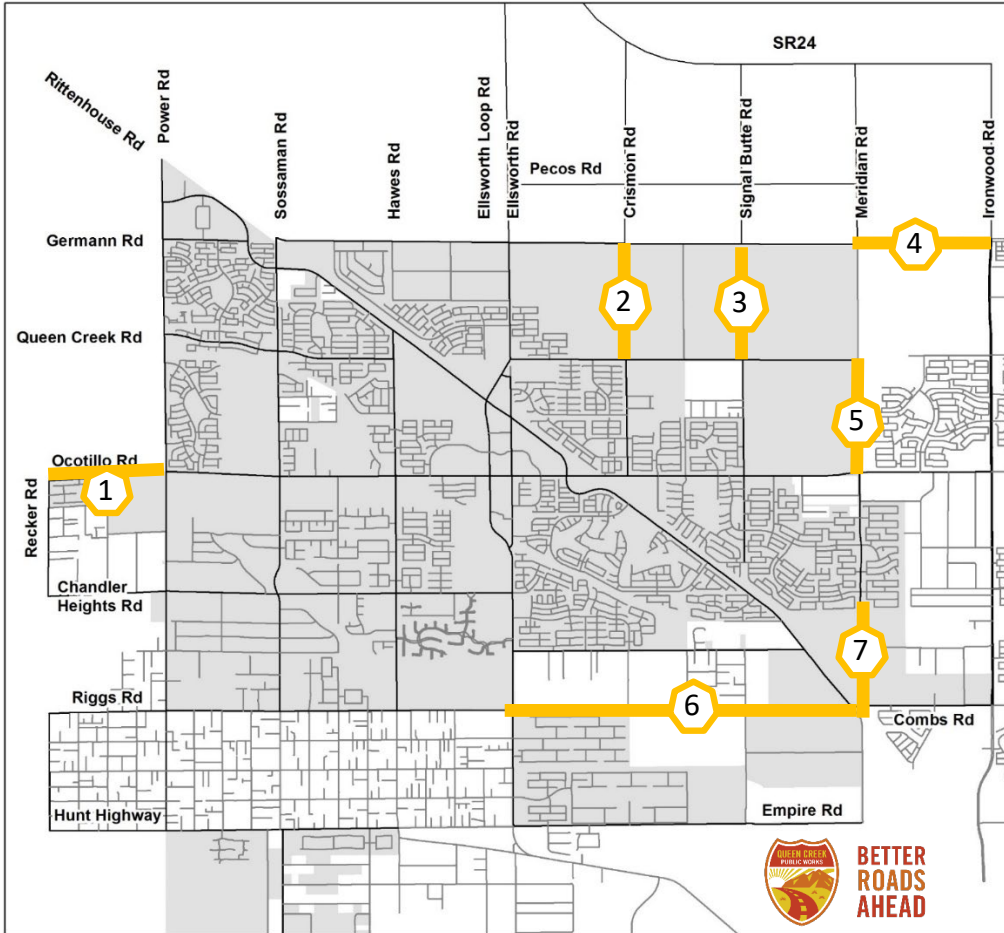 SR24
Rittenhouse Rd
Power Rd
Sossaman Rd
Hawes Rd
Ellsworth Loop Rd
Ellsworth Rd
Pecos Rd
Crismon Rd
Signal Butte Rd
Meridian Rd
Ironwood Rd
Germann Rd
4
2
3
Queen Creek Rd
5
Ocotillo Rd
1
Recker Rd
Chandler
Heights Rd
7
Riggs Rd
6
Combs Rd
Hunt Highway
Empire Rd
QUEEN CREEK
PUBLIC WORKS
BETTER
ROADS
AHEAD